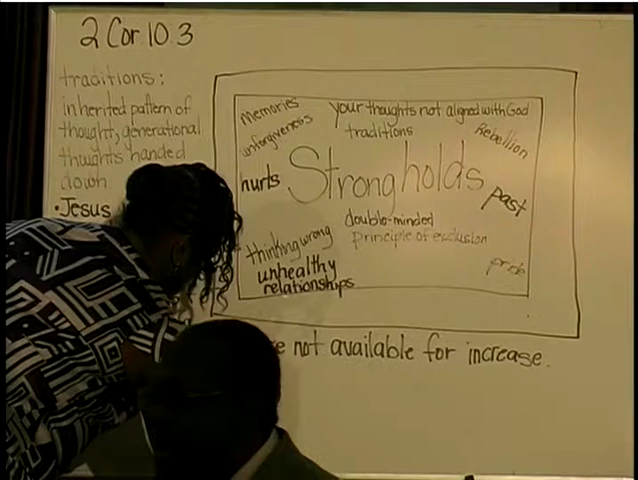 2 Cor. 10:3
traditions:
inherited pattern of
thought, generational
thoughts handed
down
• Jesus
memories
unforgiveness
your thoughts not aligned with God
traditions
Rebellion
hurts
Strongholds
past
double-minded
principle of exclusion
thinking wrong
unhealthy
relationships
pride
not available for increase.